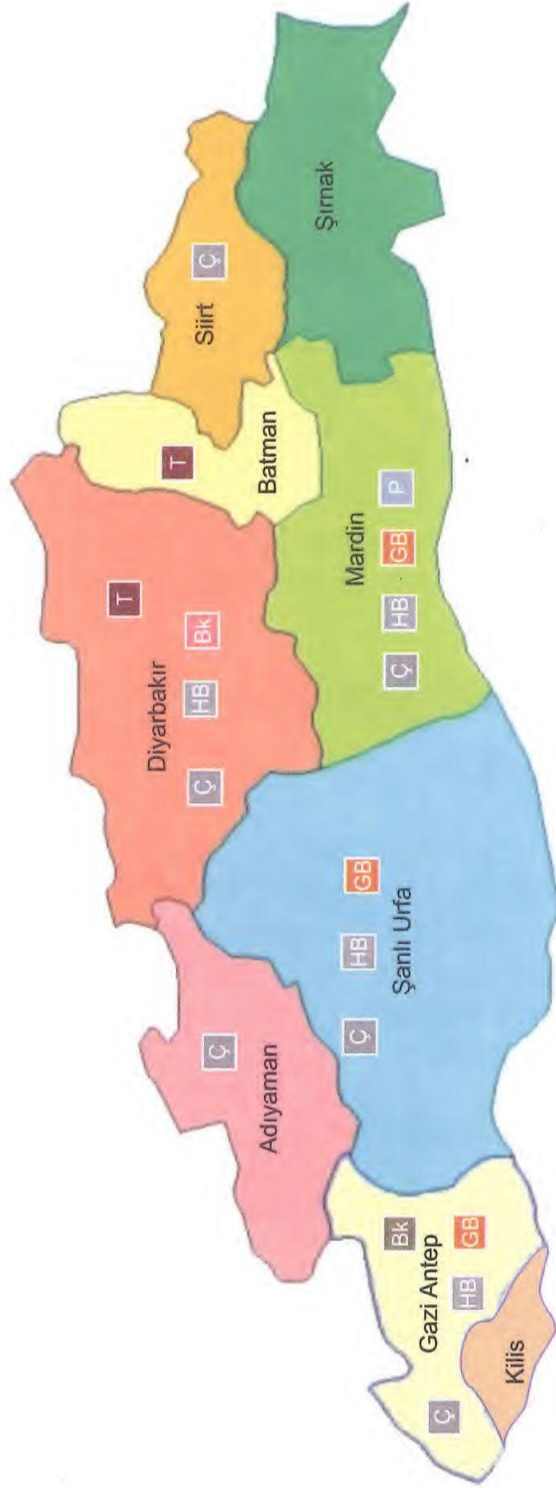 Diyarbakır
T
Ç
HB
Bk
Batman
T
Siirt
Ç
Şırnak
Adıyaman
Ç
Mardin
Ç
HB
GB
P
Şanlı Urfa
Ç
HB
GB
Gazi Antep
Bk
Ç
HB
GB
Kilis